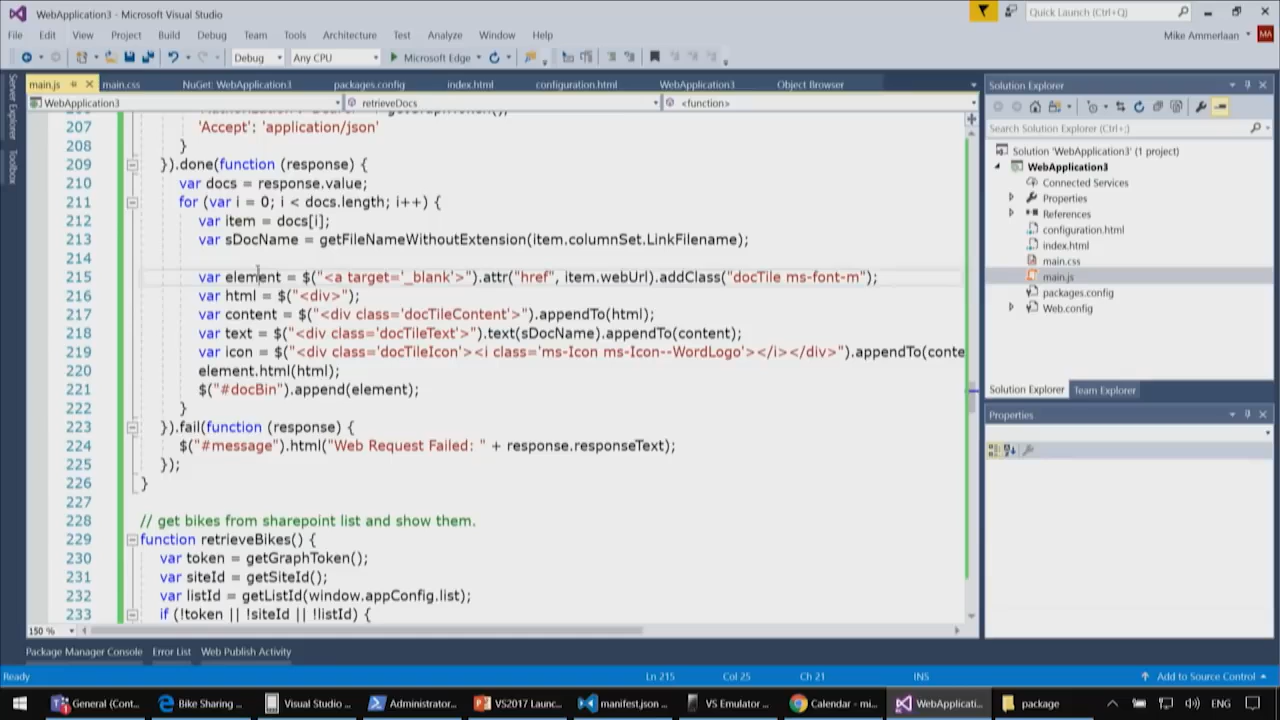 WebApplication3 - Microsoft Visual Studio
Quick Launch (Ctrl+Q)
File Edit View Project Build Debug Team Tools Architecture Test Analyze Window Help
Mike Ammerlaan MA
Debug Any CPU Microsoft Edge
main.js main.css NuGet: WebApplication3 packages.config index.html configuration.html WebApplication3 Object Browser
WebApplication3 retrieveDocs <function>
Server Explorer
Toolbox
207 'Accept': 'application/json'
208 }
209 }).done(function (response) {
210 var docs = response.value;
211 for (var i = 0; i < docs.length; i++) {
212 var item = docs[i];
213 var sDocName = getFileNameWithoutExtension(item.columnSet.LinkFilename);
214
215 var element = $("<a target='_blank'>").attr("href", item.webUrl).addClass("docTile ms-font-m");
216 var html = $("<div>");
217 var content = $("<div class='docTileContent'>").appendTo(html);
218 var text = $("<div class='docTileText'>").text(sDocName).appendTo(content);
219 var icon = $("<div class='docTileIcon'><i class='ms-Icon ms-Icon--WordLogo'></i></div>").appendTo(conte
220 element.html(html);
221 $("#docBin").append(element);
222 }
223 }).fail(function (response) {
224 $("#message").html("Web Request Failed: " + response.responseText);
225 });
226 }
227
228 // get bikes from sharepoint list and show them.
229 function retrieveBikes() {
230 var token = getGraphToken();
231 var siteId = getSiteId();
232 var listId = getListId(window.appConfig.list);
233 if (!token || !siteId || !listId) {
150 %
Solution Explorer
Search Solution Explorer (Ctrl+;)
Solution 'WebApplication3' (1 project)
WebApplication3
Connected Services
Properties
References
configuration.html
index.html
main.css
main.js
packages.config
Web.config
Solution Explorer Team Explorer
Properties
Package Manager Console Error List Web Publish Activity
Ready Ln 215 Col 25 Ch 21 INS Add to Source Control
General (Cont... Bike Sharing ... Visual Studio ... Administrator... VS2017 Launc... manifest.json ... VS Emulator ... Calendar - mi... WebApplicati... package ENG